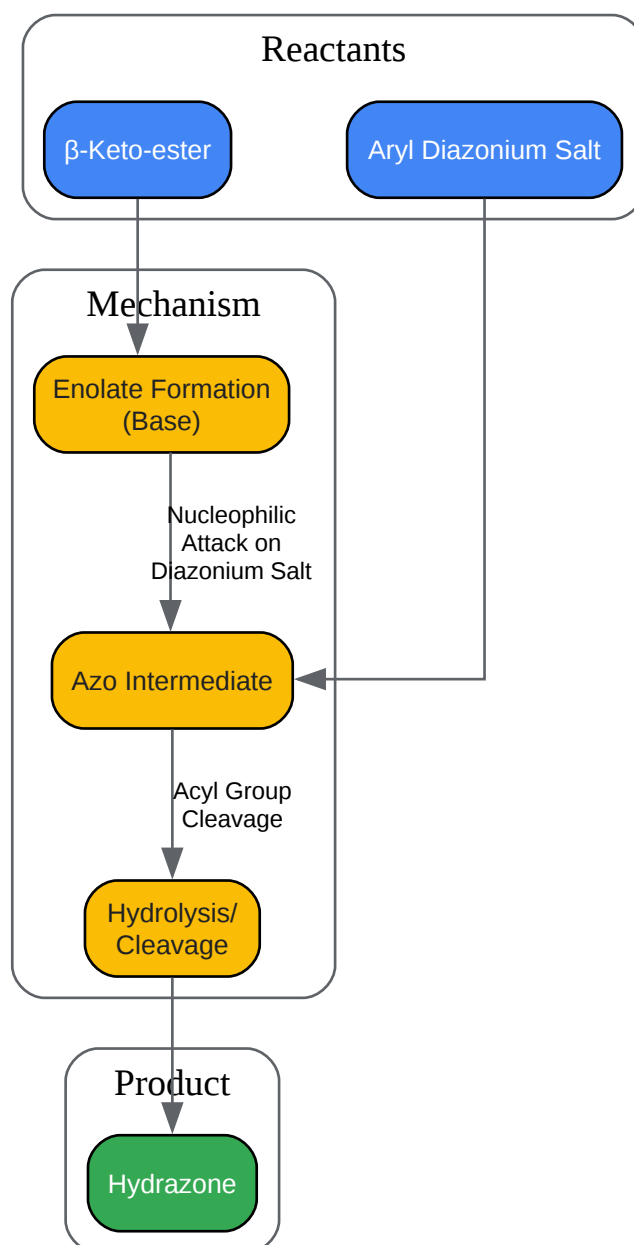 Reactants
β-Keto-ester
Aryl Diazonium Salt
Mechanism
Enolate Formation
(Base)
Nucleophilic
Attack on
Diazonium Salt
Azo Intermediate
Acyl Group
Cleavage
Hydrolysis/
Cleavage
Product
Hydrazone